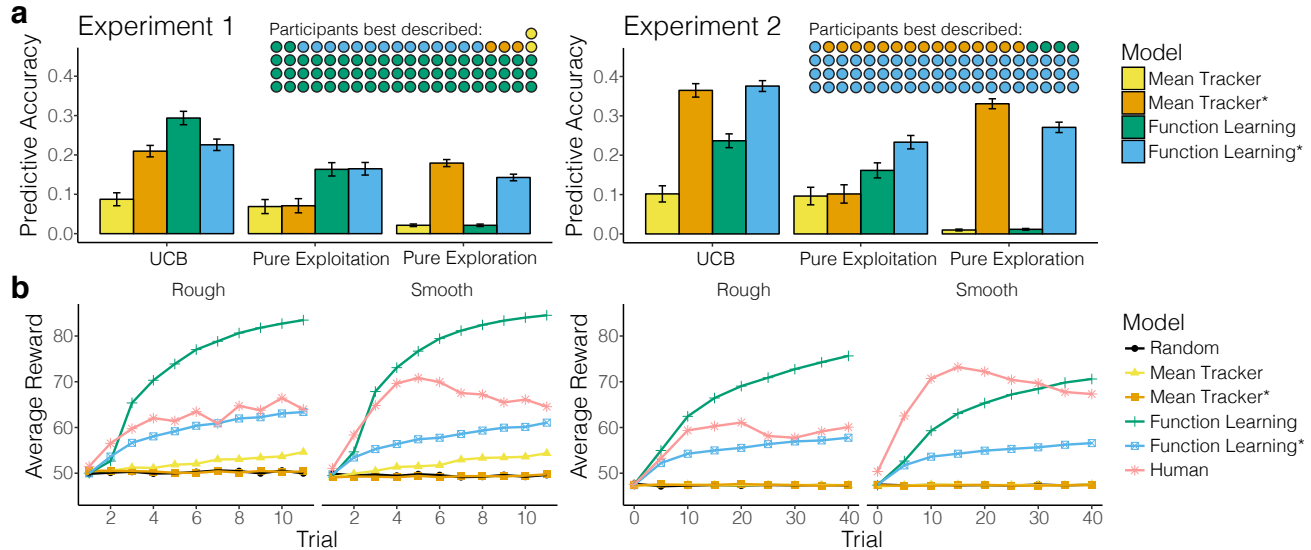 a
Experiment 1
Participants best described:
Predictive Accuracy
0.4
0.3
0.2
0.1
0.0
UCB
Pure Exploitation
Pure Exploration
Experiment 2
Participants best described:
Predictive Accuracy
0.4
0.3
0.2
0.1
0.0
UCB
Pure Exploitation
Pure Exploration
Model
Mean Tracker
Mean Tracker*
Function Learning
Function Learning*
b
Rough
Smooth
Average Reward
80
70
60
50
2 4 6 8 10
2 4 6 8 10
Trial
Rough
Smooth
Average Reward
80
70
60
50
0 10 20 30 40
0 10 20 30 40
Trial
Model
Random
Mean Tracker
Mean Tracker*
Function Learning
Function Learning*
Human